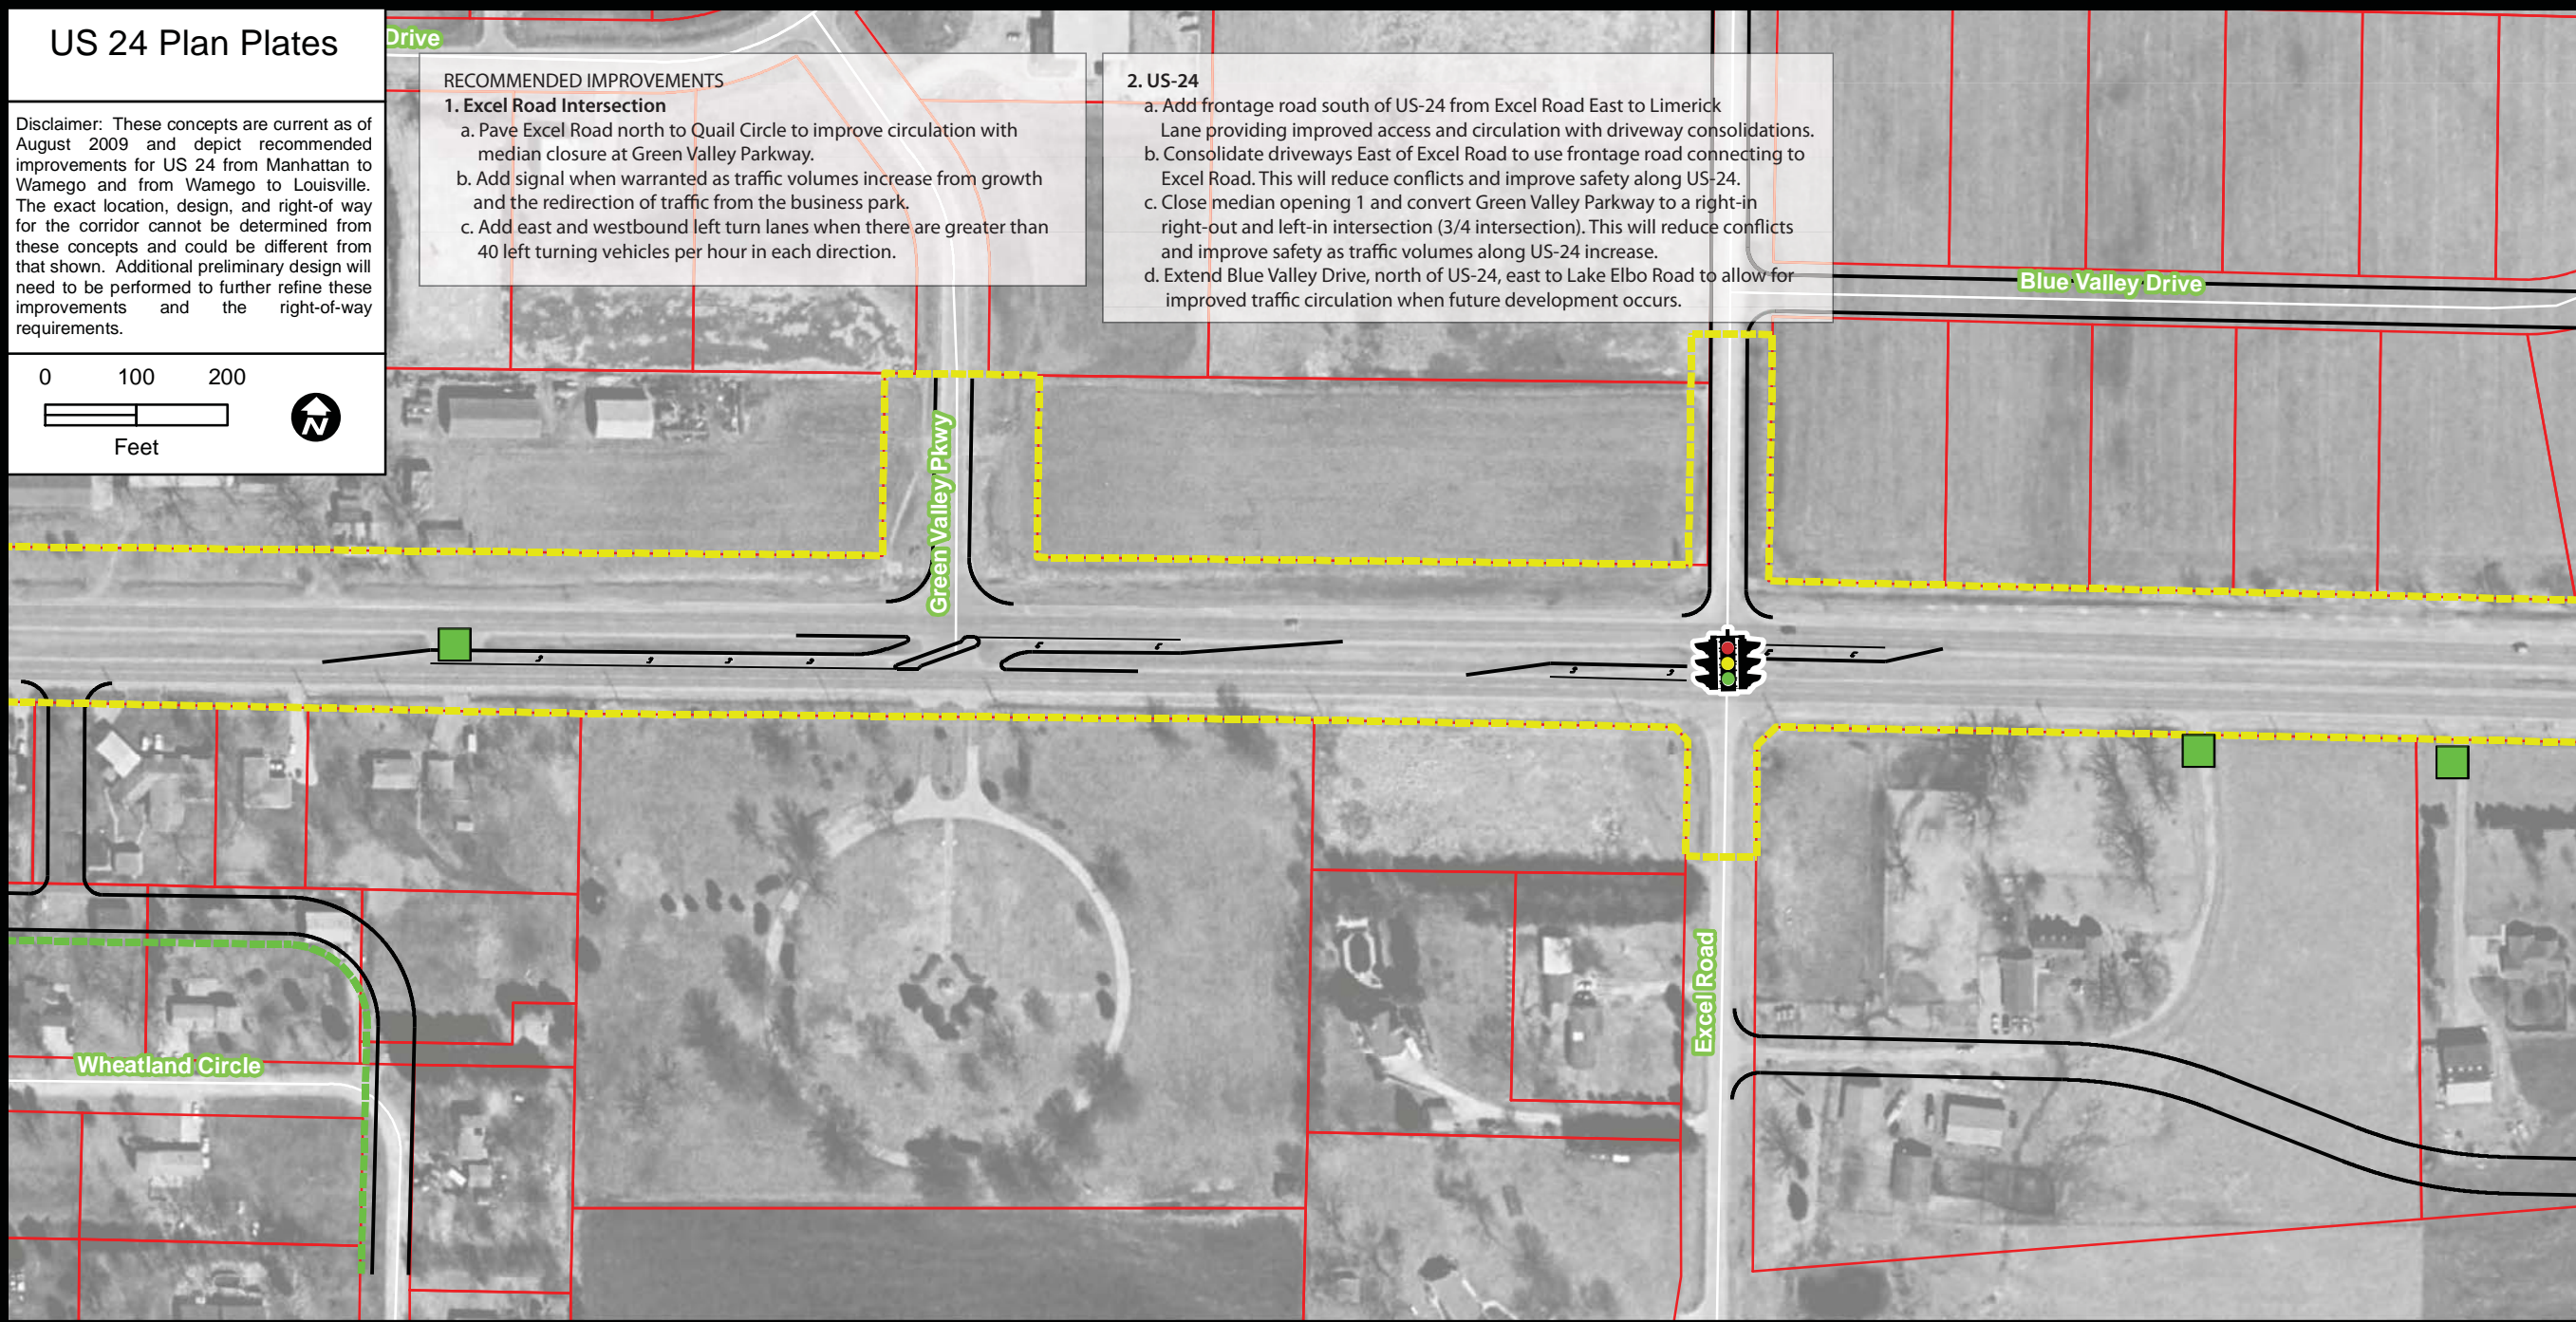 US 24 Plan Plates
Disclaimer: These concepts are current as of
August 2009 and depict recommended
improvements for US 24 from Manhattan to
Wamego and from Wamego to Louisville.
The exact location, design, and right-of way
for the corridor cannot be determined from
these concepts and could be different from
that shown. Additional preliminary design will
need to be performed to further refine these
improvements and the right-of-way
requirements.
0 100 200
Feet
N
Drive
RECOMMENDED IMPROVEMENTS
1. Excel Road Intersection
a. Pave Excel Road north to Quail Circle to improve circulation with
median closure at Green Valley Parkway.
b. Add signal when warranted as traffic volumes increase from growth
and the redirection of traffic from the business park.
c. Add east and westbound left turn lanes when there are greater than
40 left turning vehicles per hour in each direction.
2. US-24
a. Add frontage road south of US-24 from Excel Road East to Limerick
Lane providing improved access and circulation with driveway consolidations.
b. Consolidate driveways East of Excel Road to use frontage road connecting to
Excel Road. This will reduce conflicts and improve safety along US-24.
c. Close median opening 1 and convert Green Valley Parkway to a right-in
right-out and left-in intersection (3/4 intersection). This will reduce conflicts
and improve safety as traffic volumes along US-24 increase.
d. Extend Blue Valley Drive, north of US-24, east to Lake Elbo Road to allow for
improved traffic circulation when future development occurs.
Blue Valley Drive
Green Valley Pkwy
Excel Road
Wheatland Circle